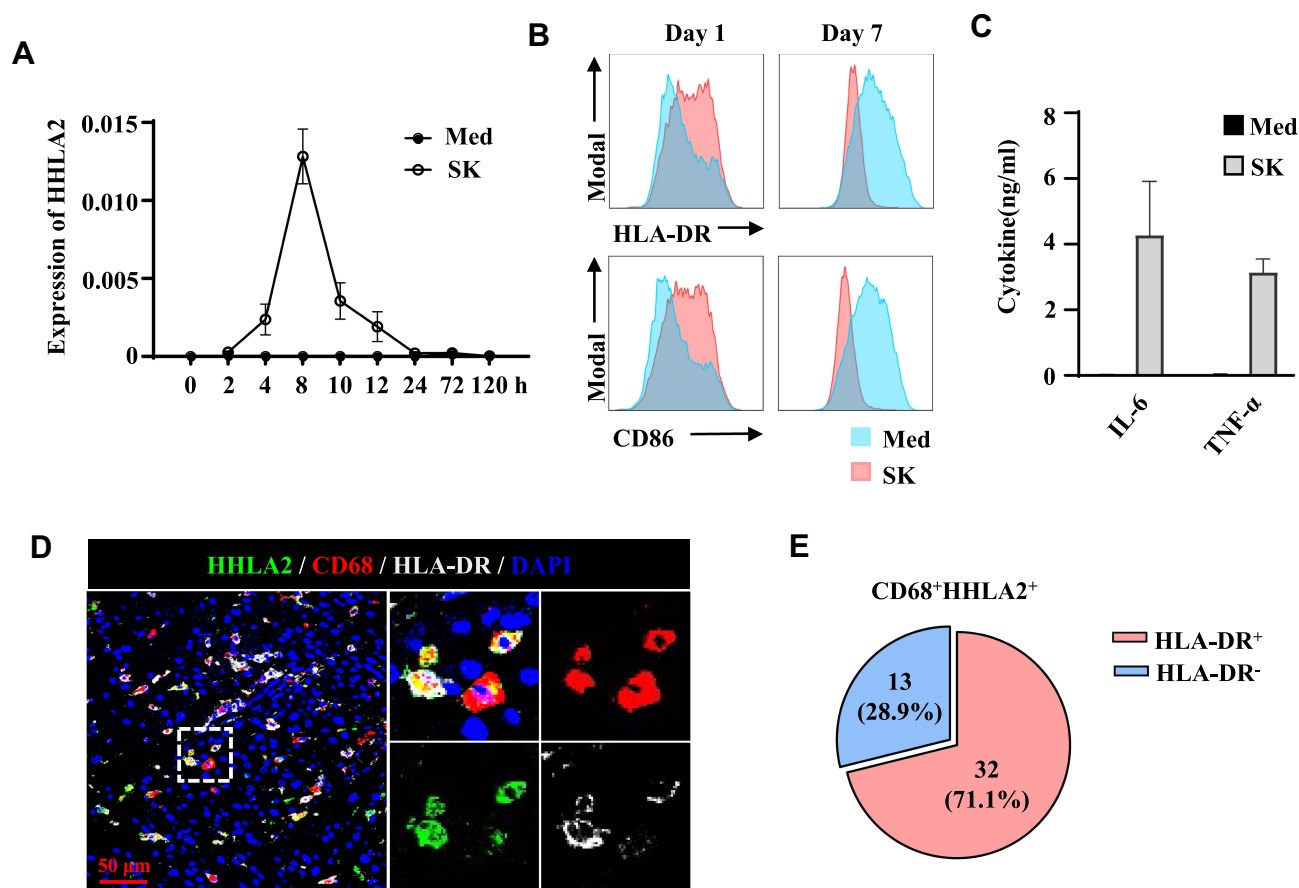 A
Expression of HHLA2
0.015
0.010
0.005
0
0 2 4 8 10 12 24 72 120 h
Med
SK
B
Day 1 Day 7
Modal
HLA-DR
Modal
CD86
Med
SK
C
Cytokine(ng/ml)
8
6
4
2
0
IL-6 TNF-α
Med
SK
D
HHLA2 / CD68 / HLA-DR / DAPI
50 μm
E
CD68⁺HHLA2⁺
13
(28.9%)
32
(71.1%)
HLA-DR⁺
HLA-DR⁻